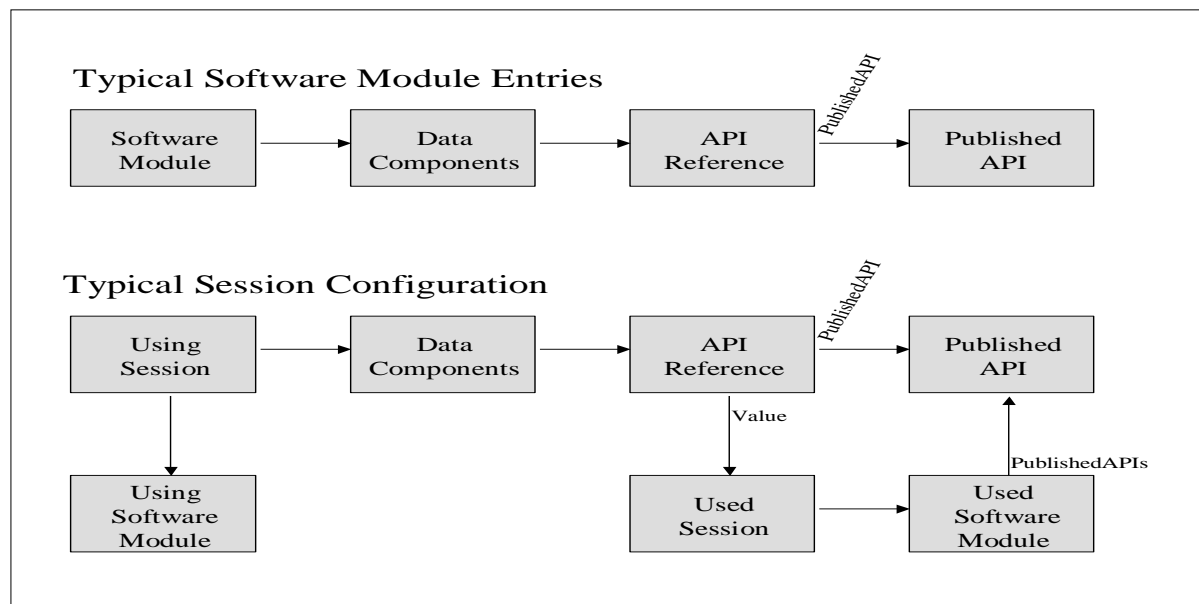 Typical Software Module Entries
Software
Module
Data
Components
API
Reference
PublishedAPI
Published
API
Typical Session Configuration
Using
Session
Data
Components
API
Reference
PublishedAPI
Published
API
Value
PublishedAPIs
Using
Software
Module
Used
Session
Used
Software
Module